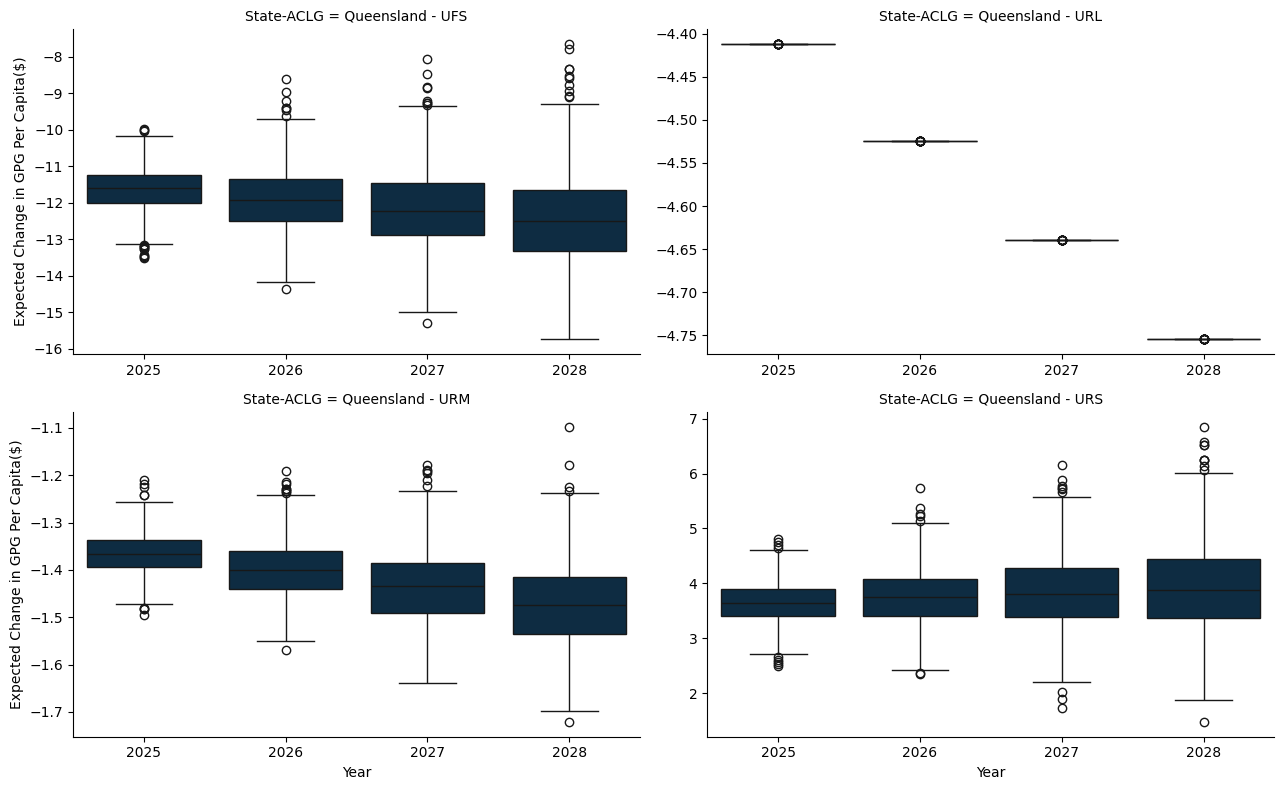 State-ACLG = Queensland - UFS
Expected Change in GPG Per Capita($)
−8
−9
−10
−11
−12
−13
−14
−15
−16
2025 2026 2027 2028
State-ACLG = Queensland - URL
−4.40
−4.45
−4.50
−4.55
−4.60
−4.65
−4.70
−4.75
2025 2026 2027 2028
State-ACLG = Queensland - URM
Expected Change in GPG Per Capita($)
−1.1
−1.2
−1.3
−1.4
−1.5
−1.6
−1.7
2025 2026 2027 2028
Year
State-ACLG = Queensland - URS
7
6
5
4
3
2
2025 2026 2027 2028
Year